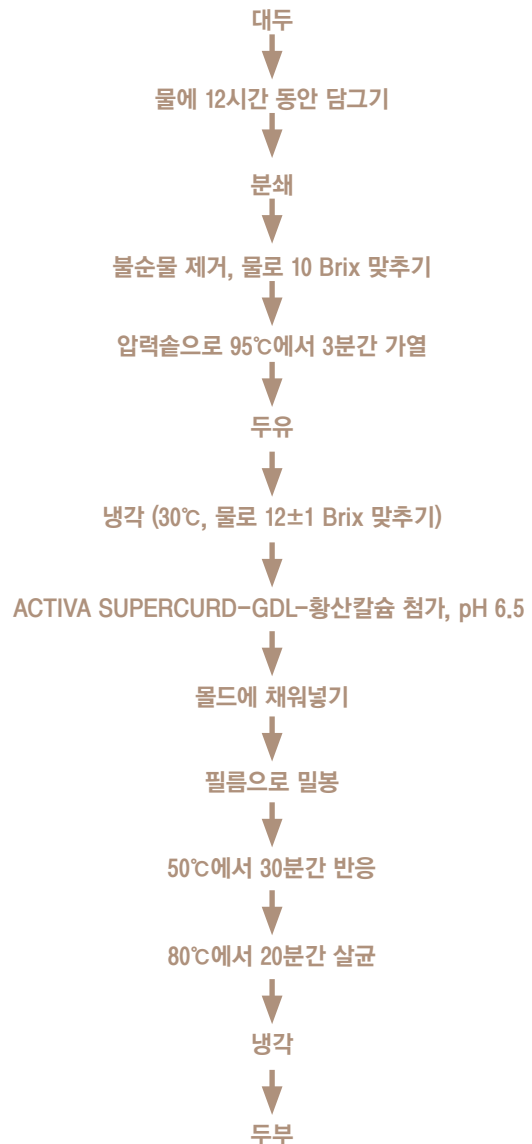 대두
물에 12시간 동안 담그기
분쇄
불순물 제거, 물로 10 Brix 맞추기
압력솥으로 95℃에서 3분간 가열
두유
냉각 (30℃, 물로 12±1 Brix 맞추기)
ACTIVA SUPERCURD-GDL-황산칼슘 첨가, pH 6.5
몰드에 채워넣기
필름으로 밀봉
50℃에서 30분간 반응
80℃에서 20분간 살균
냉각
두부